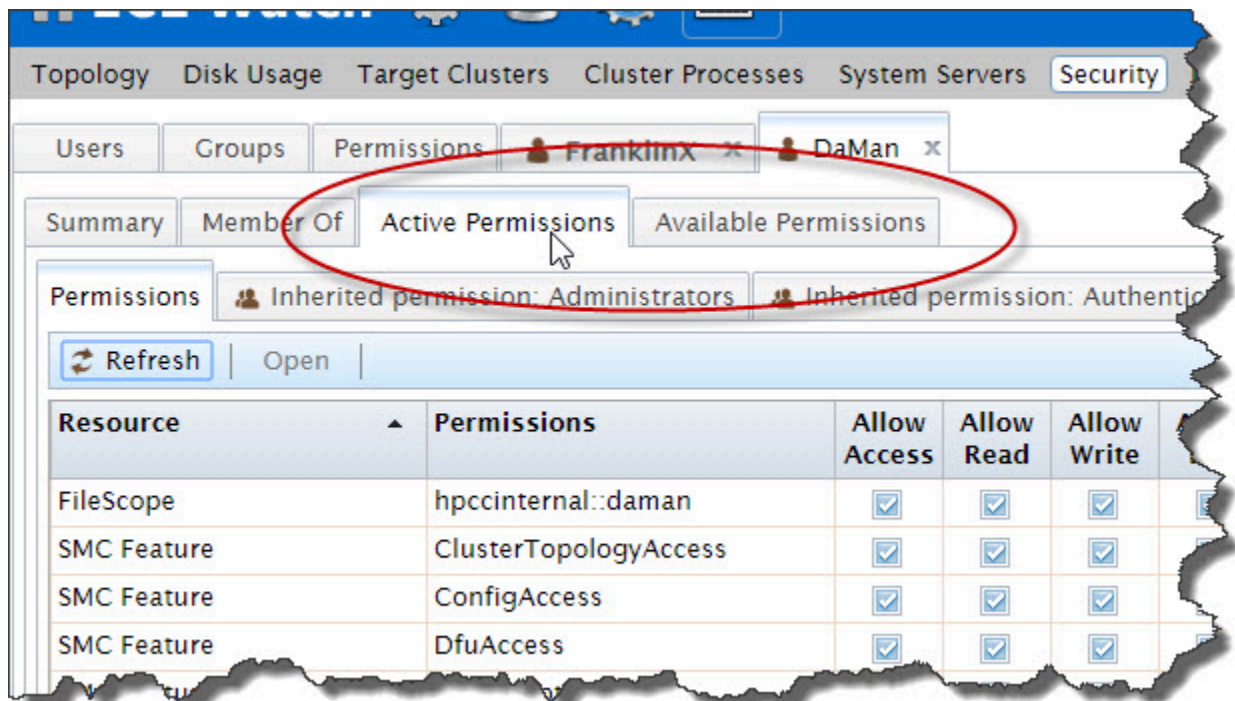 Watch
Topology Disk Usage Target Clusters Cluster Processes System Servers Security
Users Groups Permissions FranklinX DaMan
Summary Member Of Active Permissions Available Permissions
Permissions Inherited permission: Administrators Inherited permission:
Refresh Open
Resource Permissions Allow Access Allow Read Allow Write
FileScope hpccinternal::daman
SMC Feature ClusterTopologyAccess
SMC Feature ConfigAccess
SMC Feature DfuAccess